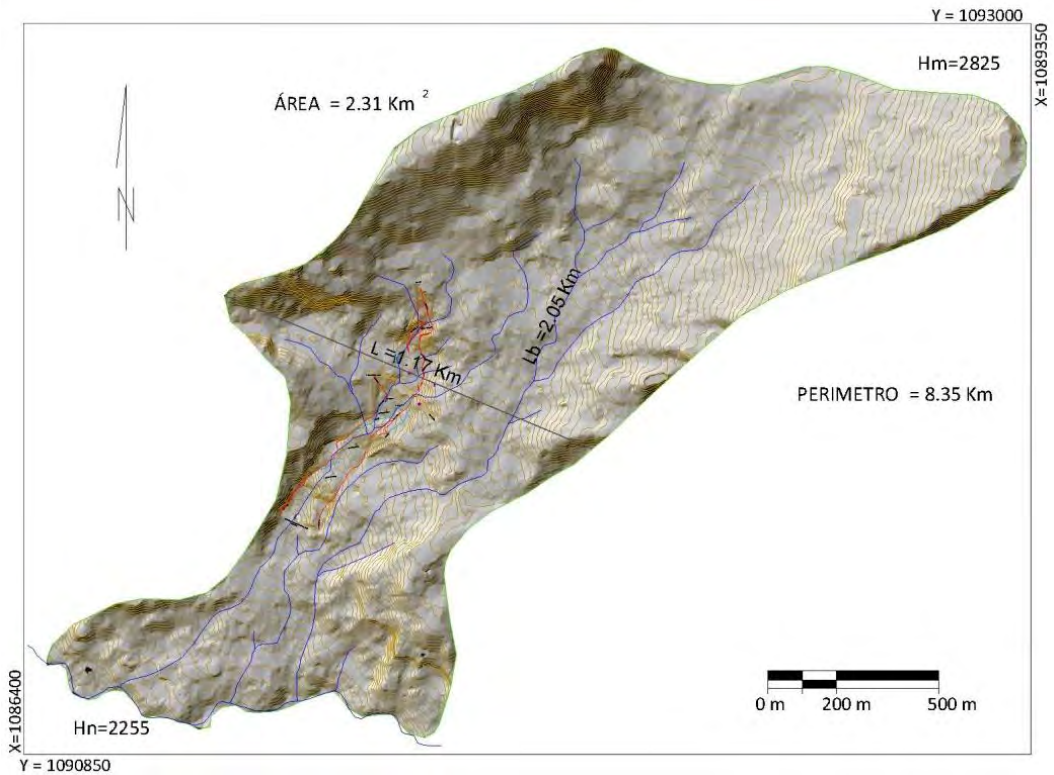 Y = 1093000
X=1089350
Hm=2825
ÁREA = 2.31 Km 2
N
Lb =2.05 Km
L =1.17 Km
PERIMETRO = 8.35 Km
0 m 200 m 500 m
X=1086400
Hn=2255
Y = 1090850